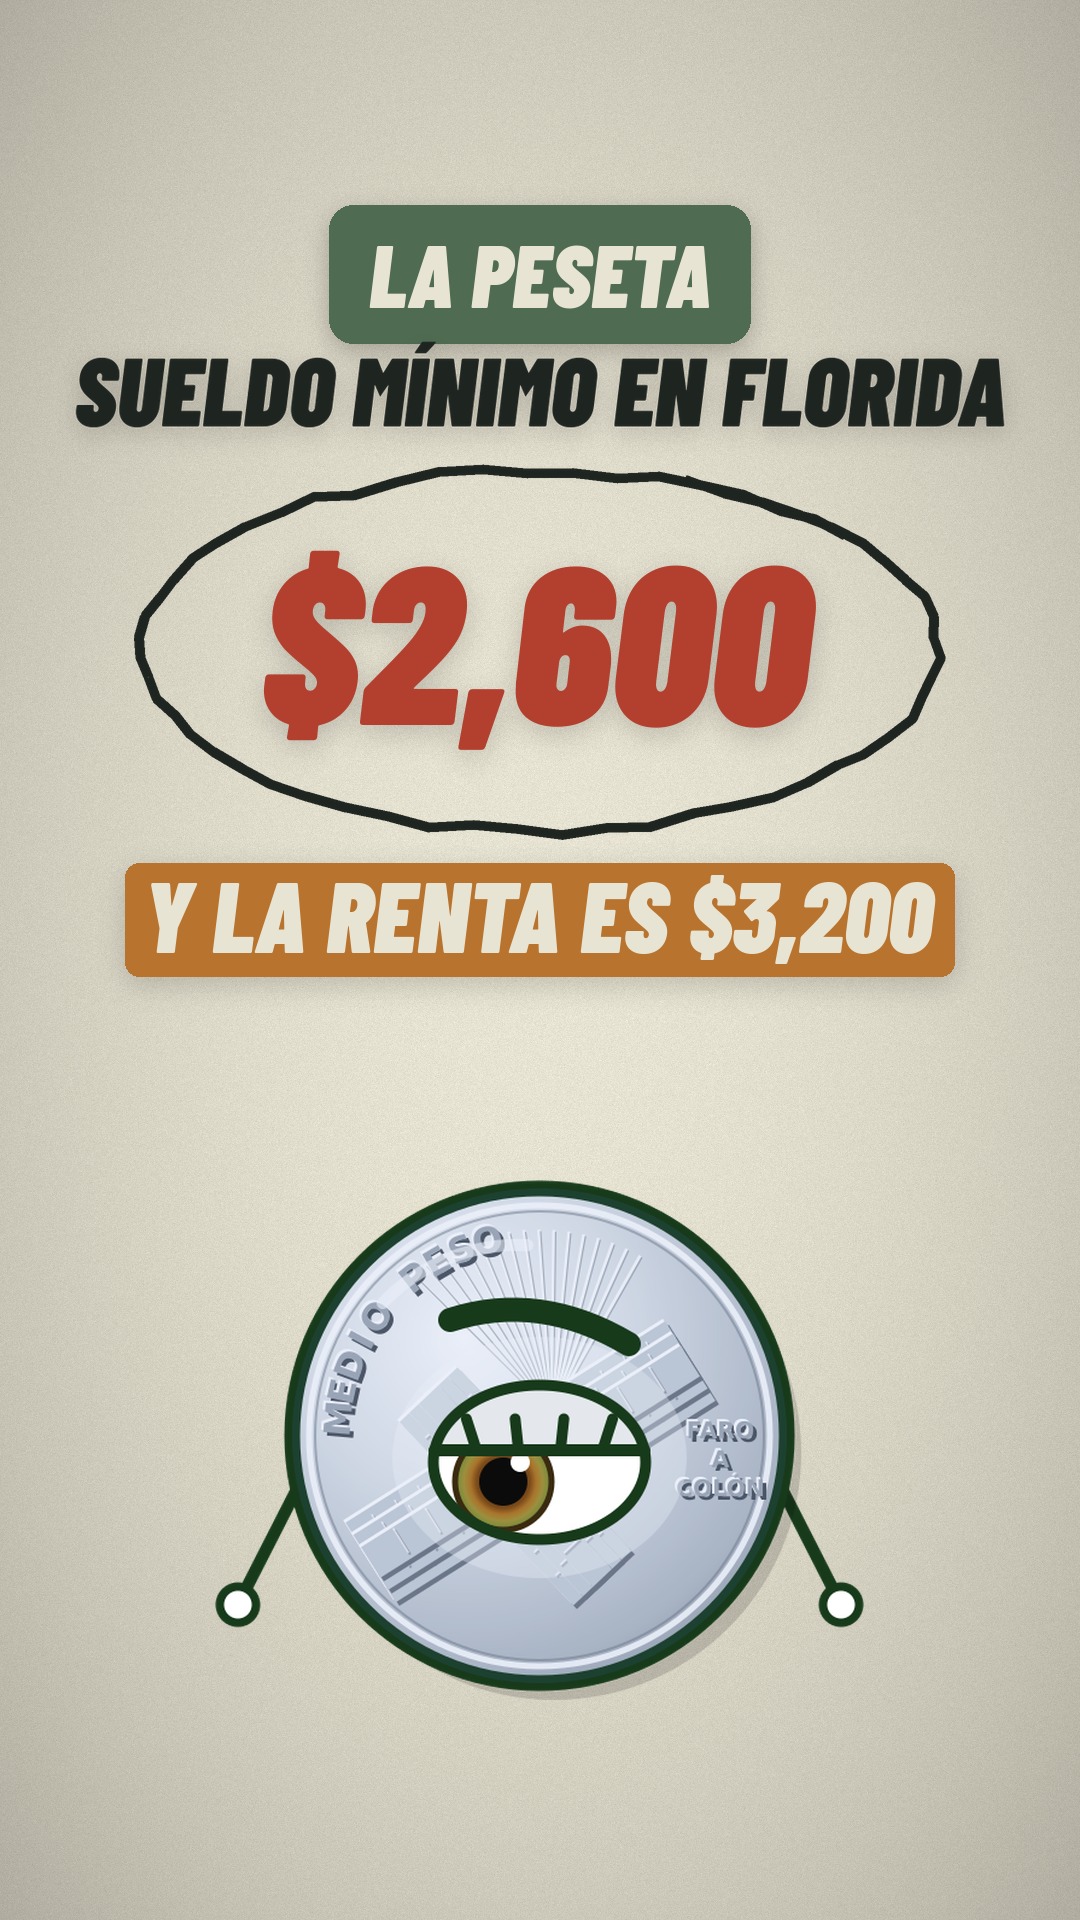 LA PESETA
SUELDO MÍNIMO EN FLORIDA
$2,600
Y LA RENTA ES $3,200
MEDIO PESO
FARO
A
COLÓN